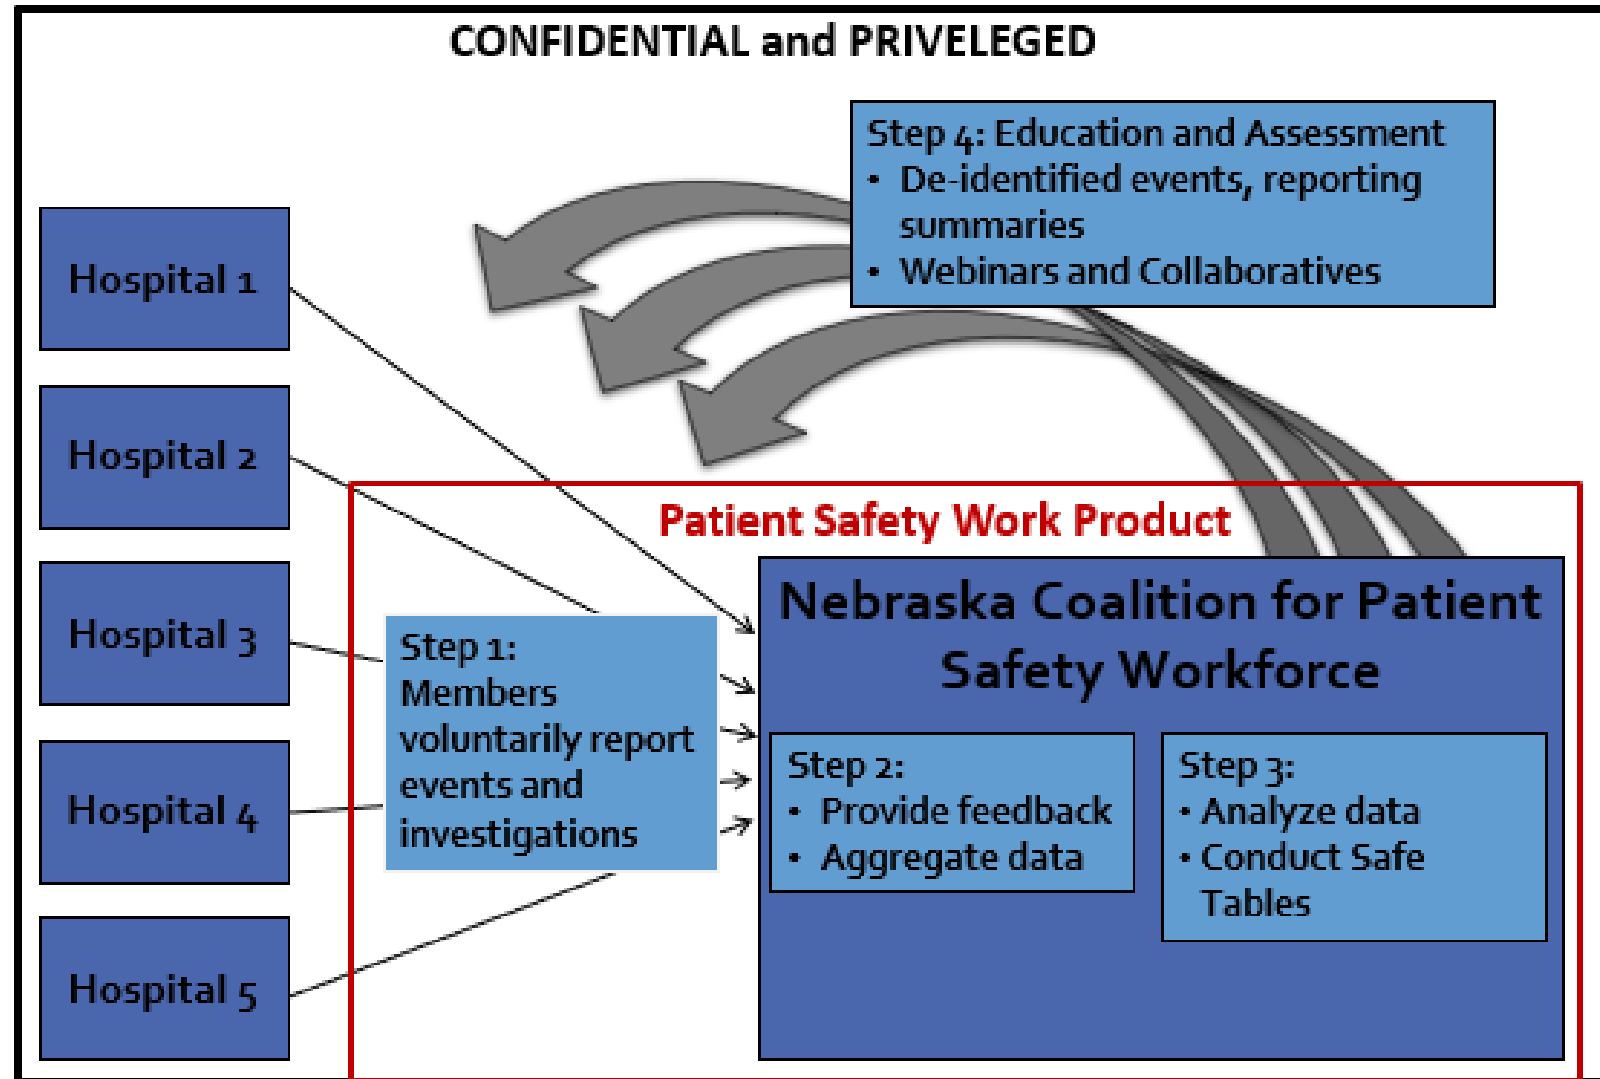 CONFIDENTIAL and PRIVELEGED
Step 4: Education and Assessment
• De-identified events, reporting
summaries
• Webinars and Collaboratives
Hospital 1
Hospital 2
Hospital 3
Hospital 4
Hospital 5
Patient Safety Work Product
Step 1:
Members
voluntarily report
events and
investigations
Nebraska Coalition for Patient
Safety Workforce
Step 2:
• Provide feedback
• Aggregate data
Step 3:
• Analyze data
• Conduct Safe
Tables